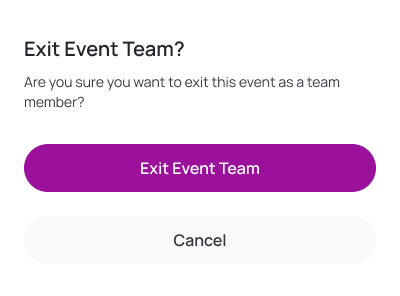 Exit Event Team?
Are you sure you want to exit this event as a team
member?
Exit Event Team
Cancel